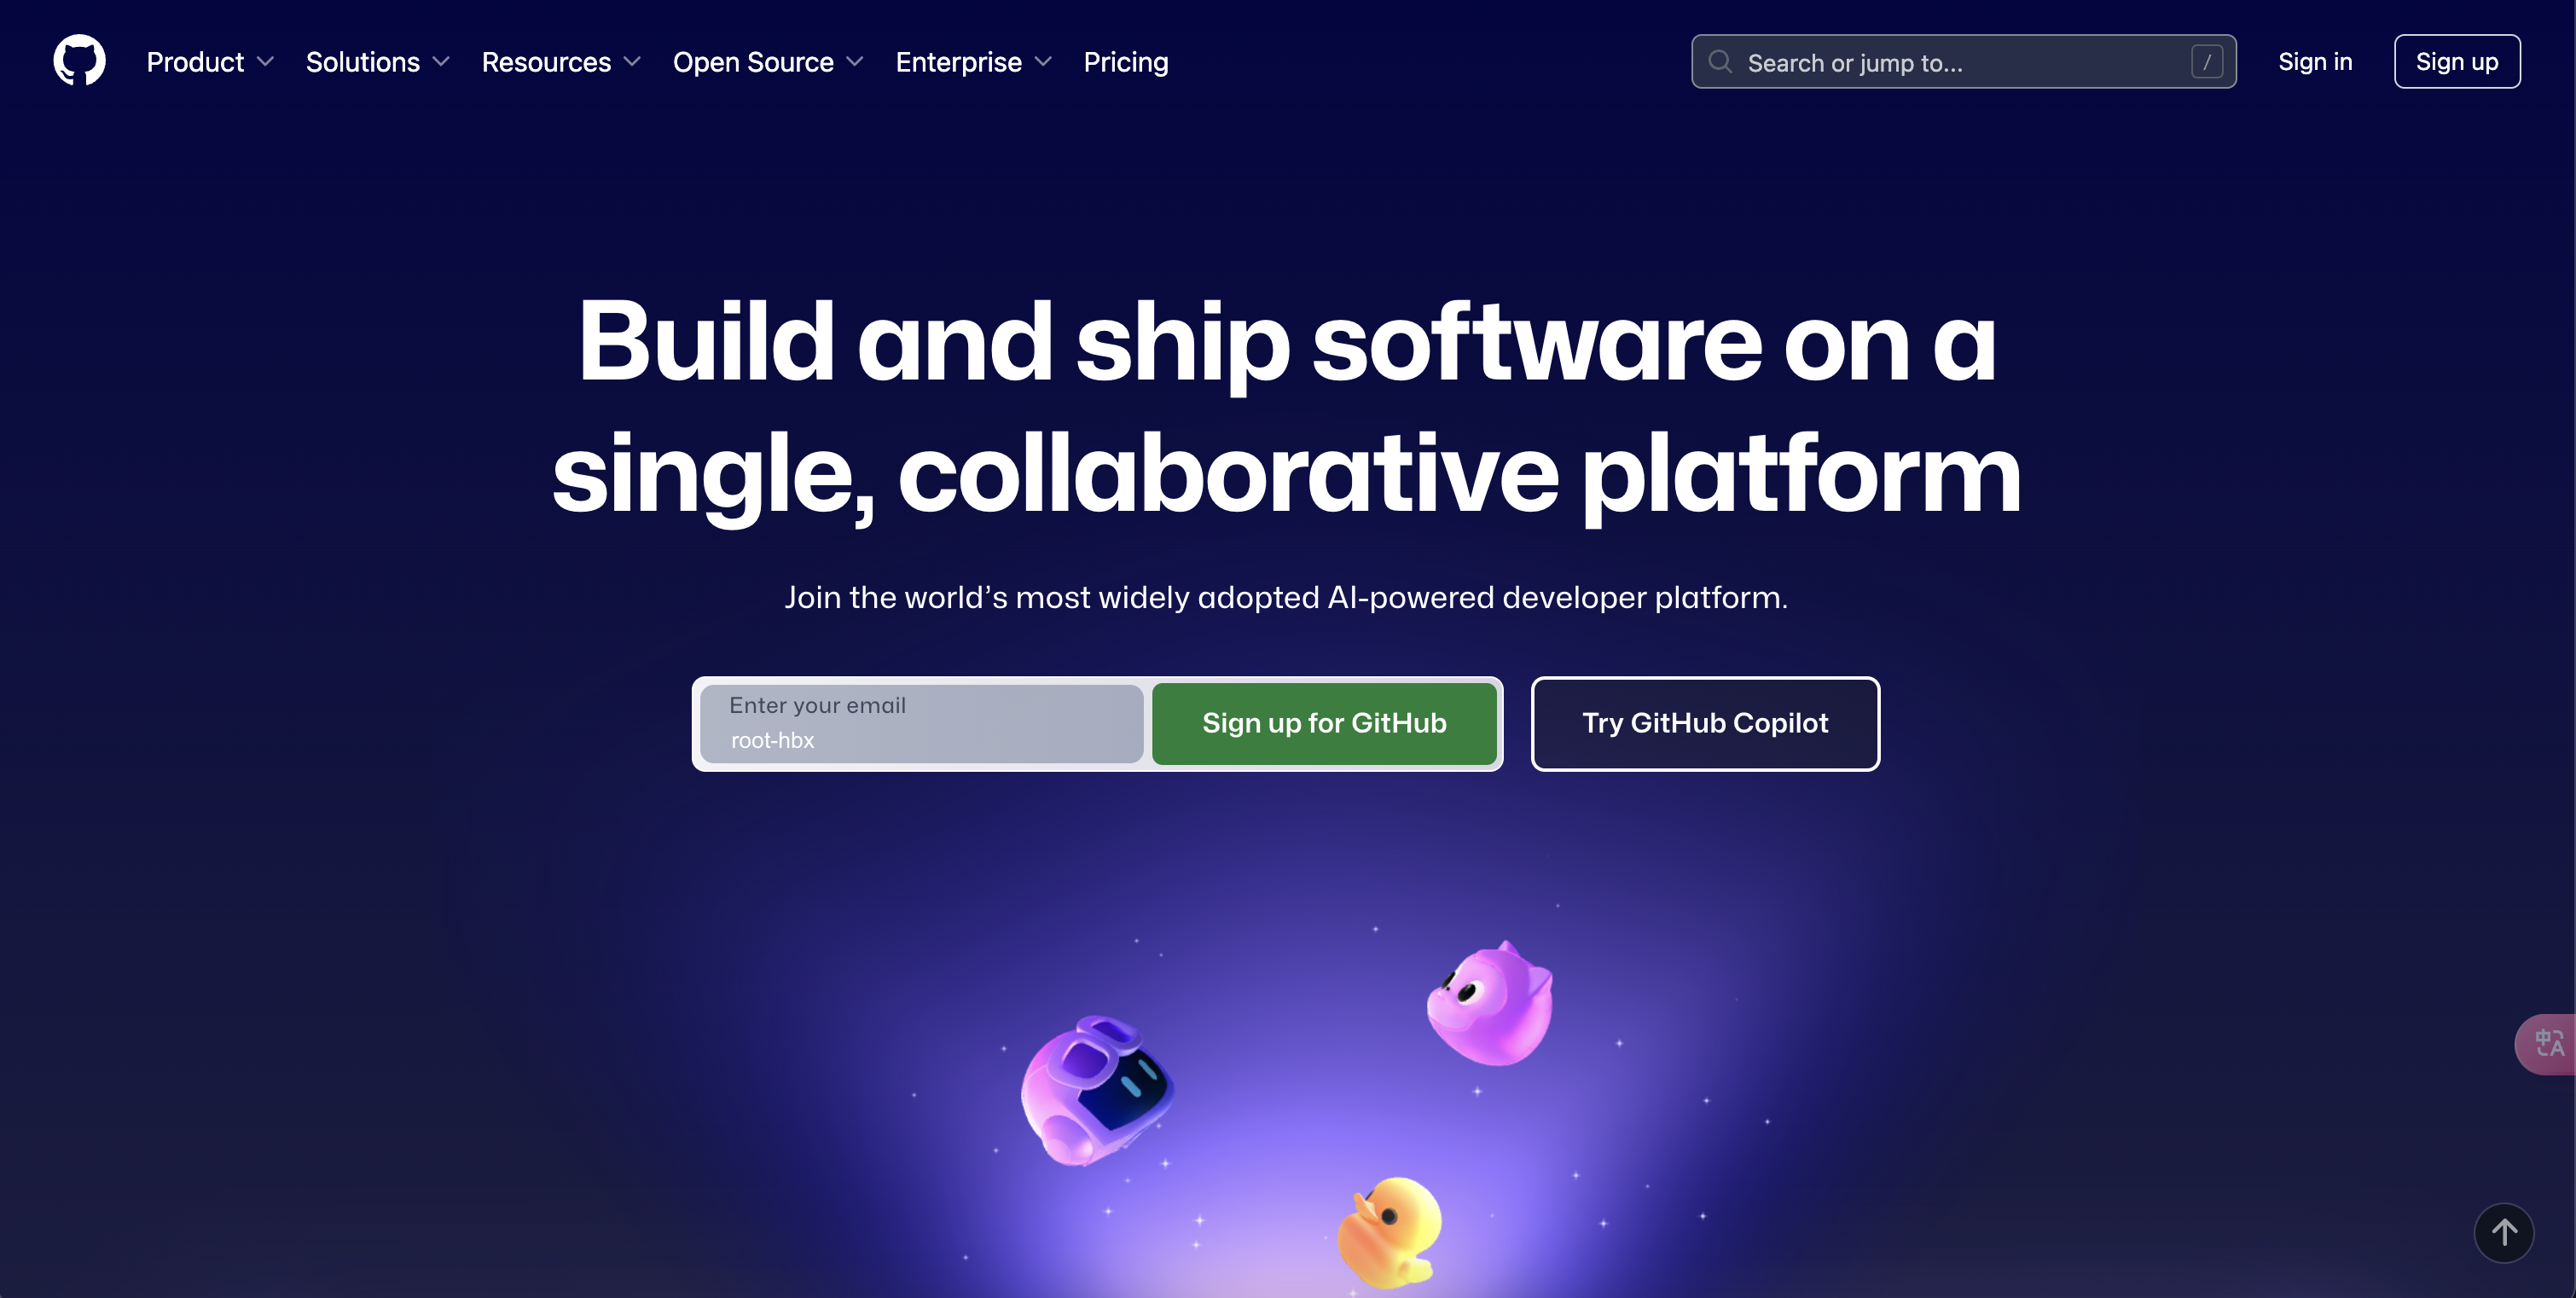 Product Solutions Resources Open Source Enterprise Pricing Search or jump to... / Sign in Sign up
Build and ship software on a
single, collaborative platform
Join the world’s most widely adopted AI-powered developer platform.
Enter your email
root-hbx
Sign up for GitHub
Try GitHub Copilot
中A